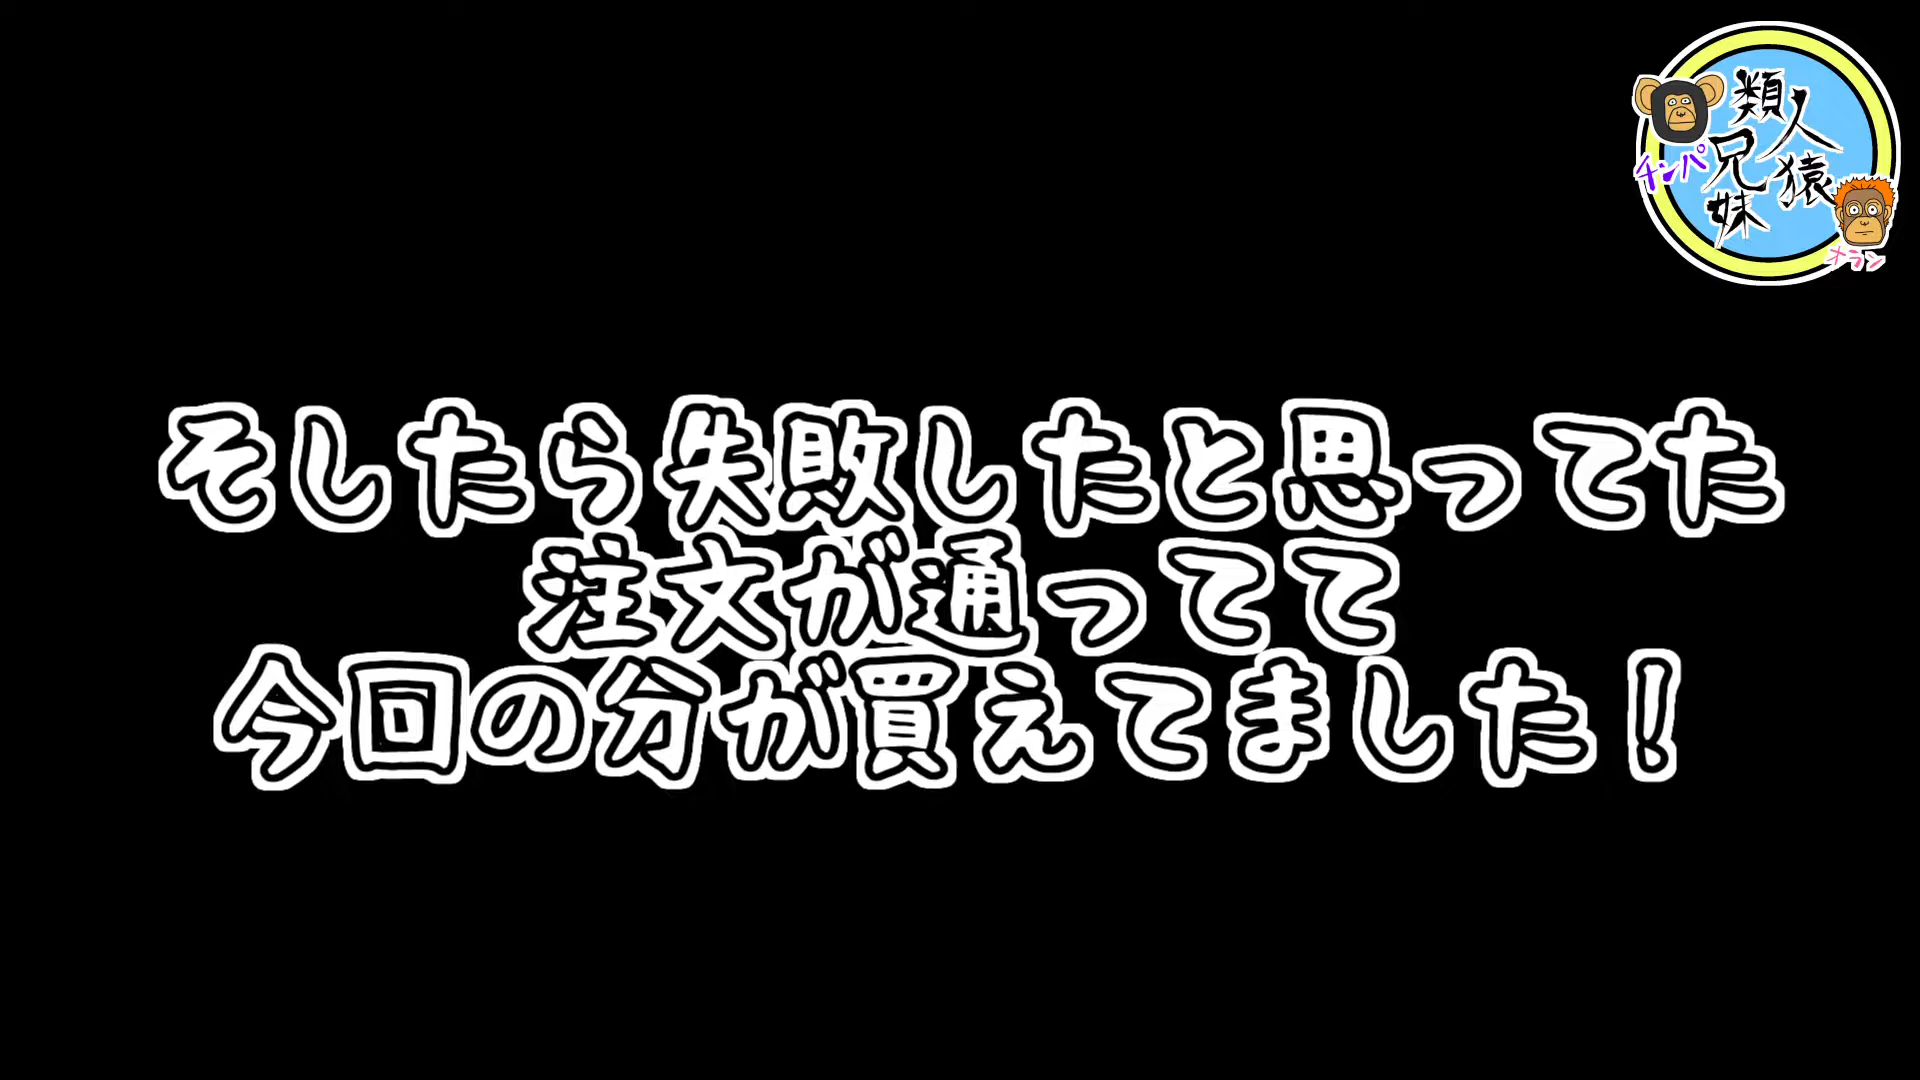 類人猿
兄妹
チンパ
オラン
そしたら失敗したと思ってた
注文が通ってて
今回の分が買えてました！